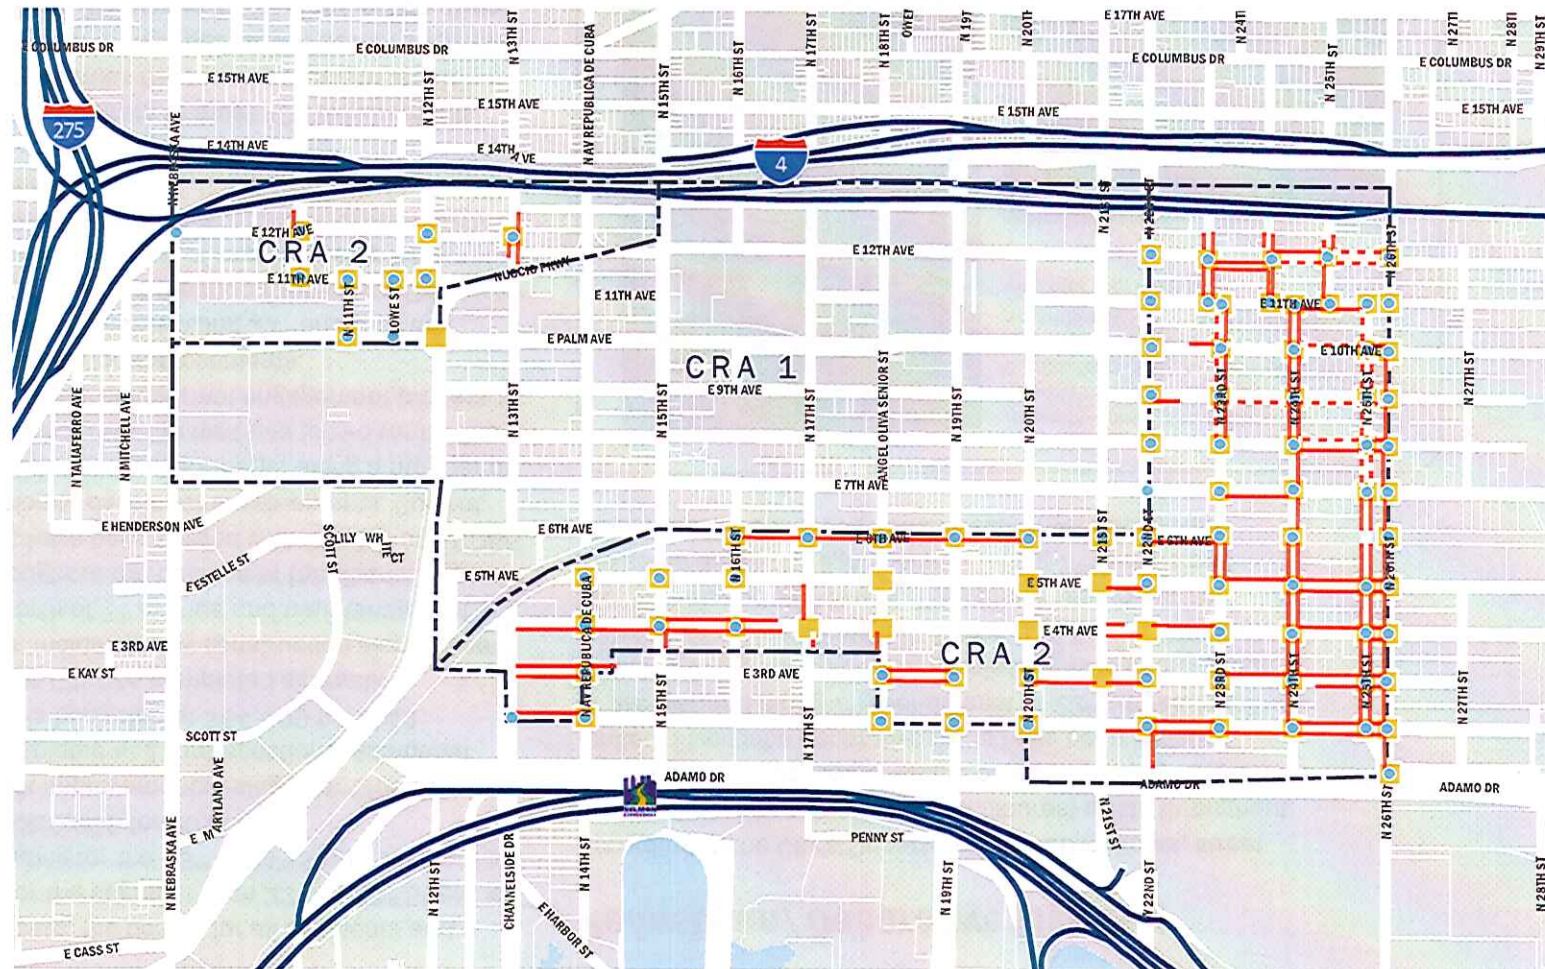 E 17TH AVE
E COLUMBUS DR
E COLUMBUS DR
E COLUMBUS DR
E COLUMBUS DR
N 13TH ST
N AV REPUBLICA DE CUBA
N 16TH ST
N 17TH ST
N 18TH ST
N 19T
N 20TH
N 24TI
N 25TH ST
N 27TI
N 28TI
N 29TH ST
E 15TH AVE
N 12TH ST
E 15TH AVE
N 15TH ST
E 15TH AVE
E 15TH AVE
275
N NEBRASKA AVE
E 14TH AVE
E 14TH AVE
4
N 21ST ST
N 22ND ST
E 12TH AVE
CRA 2
E 12TH AVE
N 26TH ST
E 11TH AVE
NUCCIO PKWY
N 11TH ST
LOWE ST
E 11TH AVE
E 11TH AVE
E PALM AVE
E 10TH AVE
CRA 1
E 9TH AVE
N TALIAFERRO AVE
N MITCHELL AVE
N 13TH ST
N 15TH ST
N 17TH ST
ANGEL OLIVA SENIOR ST
N 19TH ST
N 20TH ST
N 23RD ST
N 24TH ST
N 25TH ST
N 27TH ST
E 7TH AVE
E HENDERSON AVE
SCOTT ST
LILY WHITE CT
E 6TH AVE
N 16TH ST
E 6TH AVE
N 21ST ST
N 22ND ST
E 6TH AVE
N 26TH ST
E ESTELLE ST
E 5TH AVE
N AV REPUBLICA DE CUBA
E 5TH AVE
E 4TH AVE
E 3RD AVE
CRA 2
E KAY ST
E 3RD AVE
N 15TH ST
N 17TH ST
N 20TH ST
N 23RD ST
N 24TH ST
N 25TH ST
N 27TH ST
SCOTT ST
E MARYLAND AVE
ADAMO DR
ADAMO DR
ADAMO DR
N NEBRASKA AVE
N 12TH ST
CHANNELSIDE DR
N 14TH ST
PENNY ST
N 19TH ST
N 21ST ST
N 26TH ST
Y 22ND ST
N 28TH ST
E HARBOR ST
E CASS ST